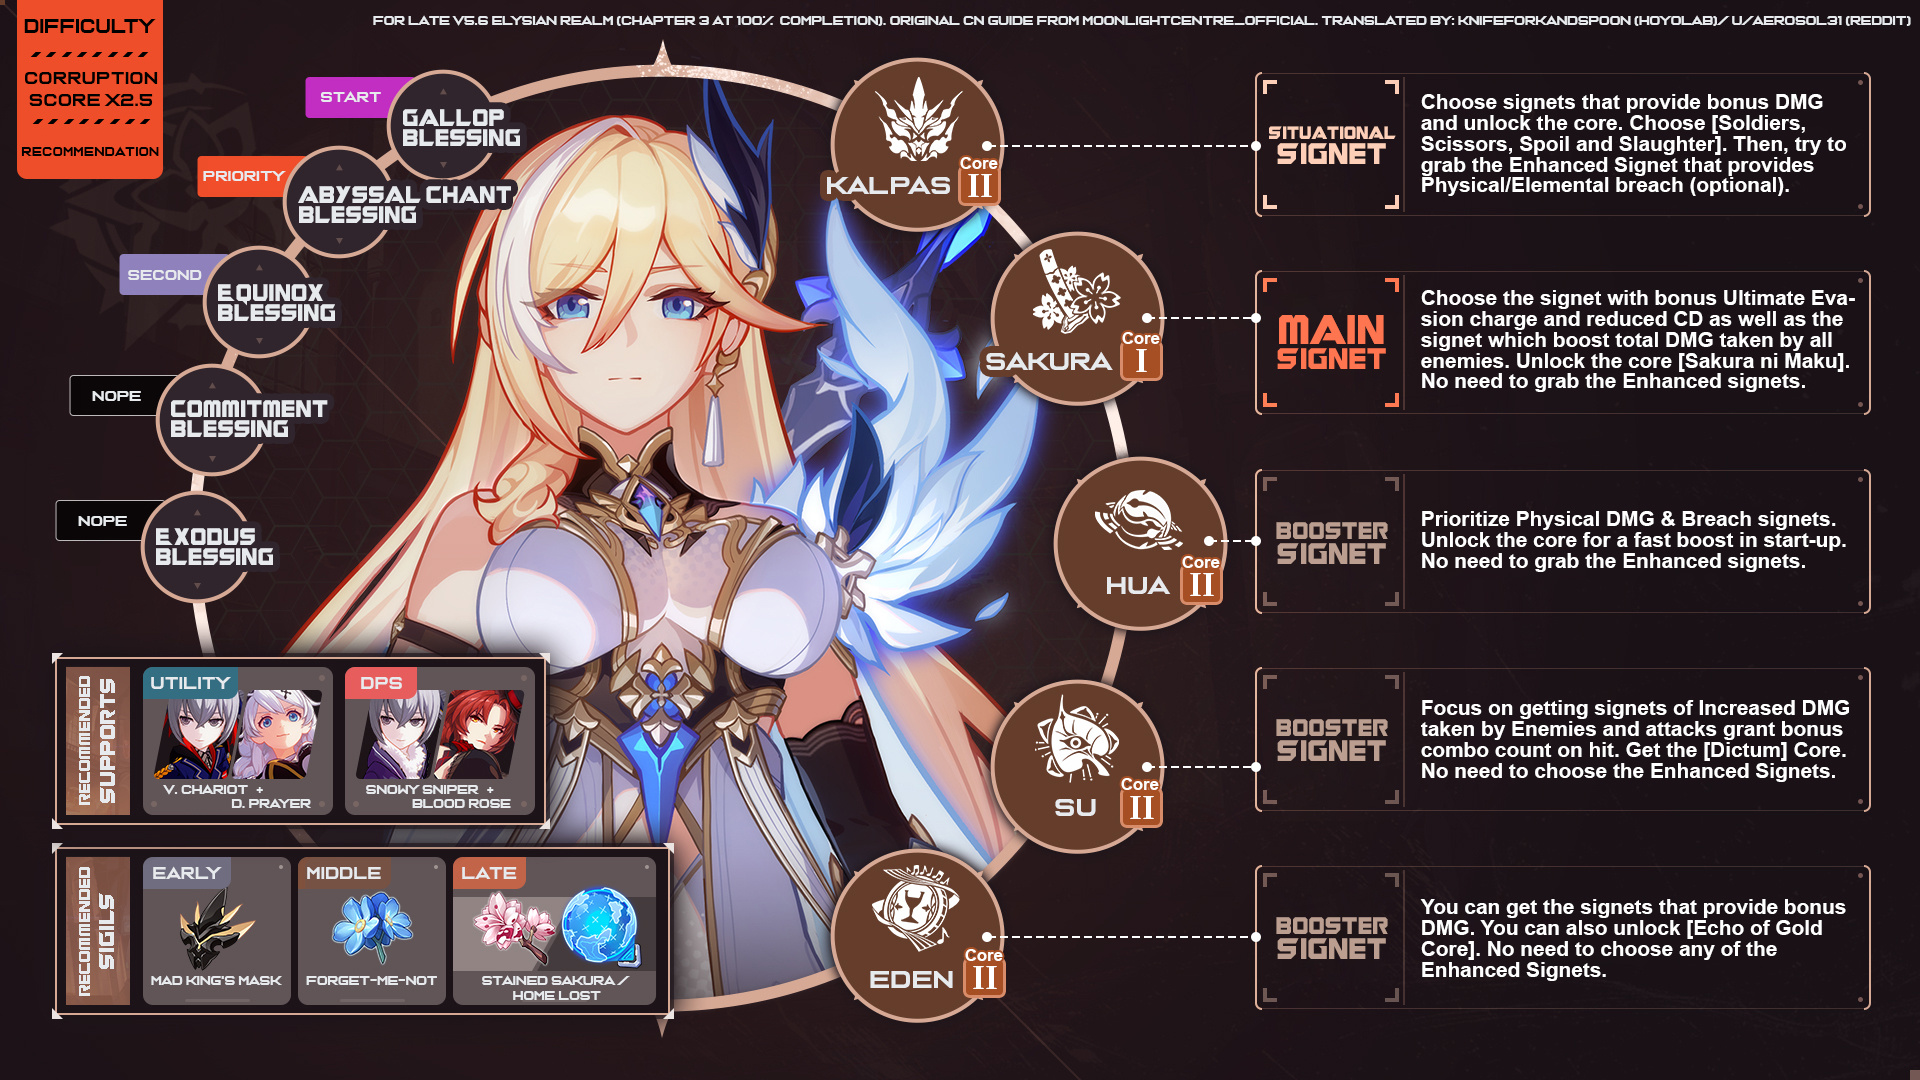 FOR LATE V5.6 ELYSIAN REALM (CHAPTER 3 AT 100% COMPLETION). ORIGINAL CN GUIDE FROM MOONLIGHTCENTRE_OFFICIAL. TRANSLATED BY: KNIFEFORKANDSPOON (HOYOLAB)/ U/AEROSOL31 (REDDIT)
DIFFICULTY
CORRUPTION
SCORE X2.5
RECOMMENDATION
START
GALLOP
BLESSING
PRIORITY
ABYSSAL CHANT
BLESSING
SECOND
EQUINOX
BLESSING
NOPE
COMMITMENT
BLESSING
NOPE
EXODUS
BLESSING
KALPAS
Core
II
SITUATIONAL
SIGNET
Choose signets that provide bonus DMG
and unlock the core. Choose [Soldiers,
Scissors, Spoil and Slaughter]. Then, try to
grab the Enhanced Signet that provides
Physical/Elemental breach (optional).
SAKURA
Core
I
MAIN
SIGNET
Choose the signet with bonus Ultimate Eva-
sion charge and reduced CD as well as the
signet which boost total DMG taken by all
enemies. Unlock the core [Sakura ni Maku].
No need to grab the Enhanced signets.
HUA
Core
II
BOOSTER
SIGNET
Prioritize Physical DMG & Breach signets.
Unlock the core for a fast boost in start-up.
No need to grab the Enhanced signets.
SU
Core
II
BOOSTER
SIGNET
Focus on getting signets of Increased DMG
taken by Enemies and attacks grant bonus
combo count on hit. Get the [Dictum] Core.
No need to choose the Enhanced Signets.
EDEN
Core
II
BOOSTER
SIGNET
You can get the signets that provide bonus
DMG. You can also unlock [Echo of Gold
Core]. No need to choose any of the
Enhanced Signets.
RECOMMENDED
SUPPORTS
UTILITY
V. CHARIOT +
D. PRAYER
DPS
SNOWY SNIPER +
BLOOD ROSE
RECOMMENDED
SIGILS
EARLY
MAD KING'S MASK
MIDDLE
FORGET-ME-NOT
LATE
STAINED SAKURA /
HOME LOST